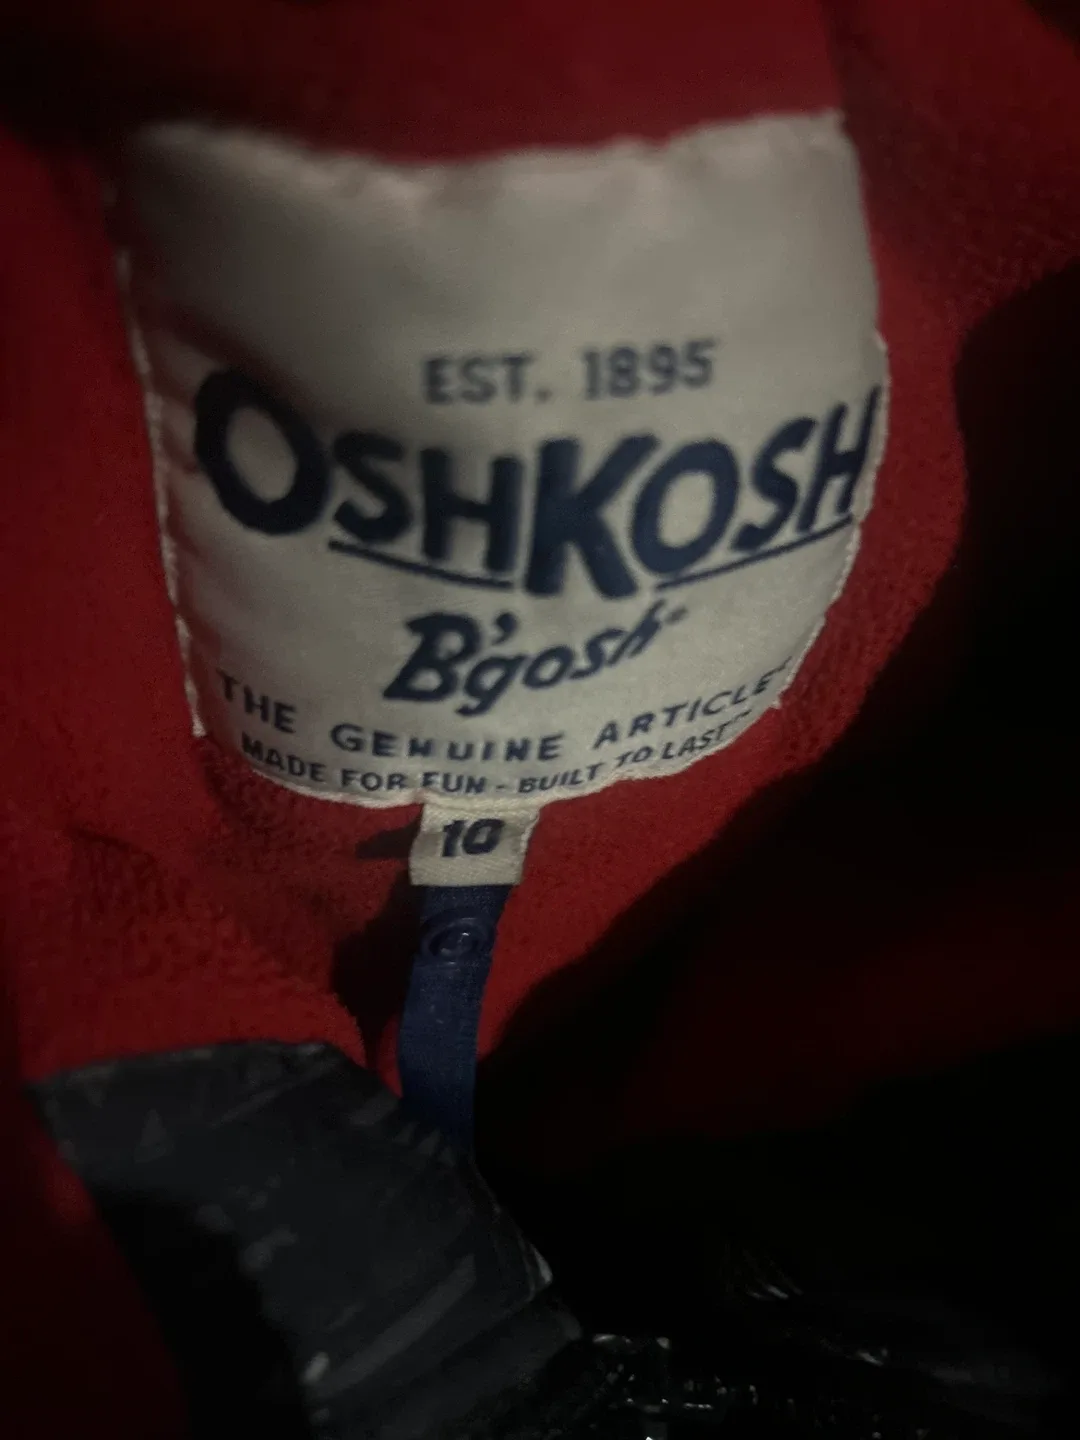 EST. 1895
OSHKOSH
B'gosh
THE GENUINE ARTICLE
MADE FOR FUN - BUILT TO LAST
10